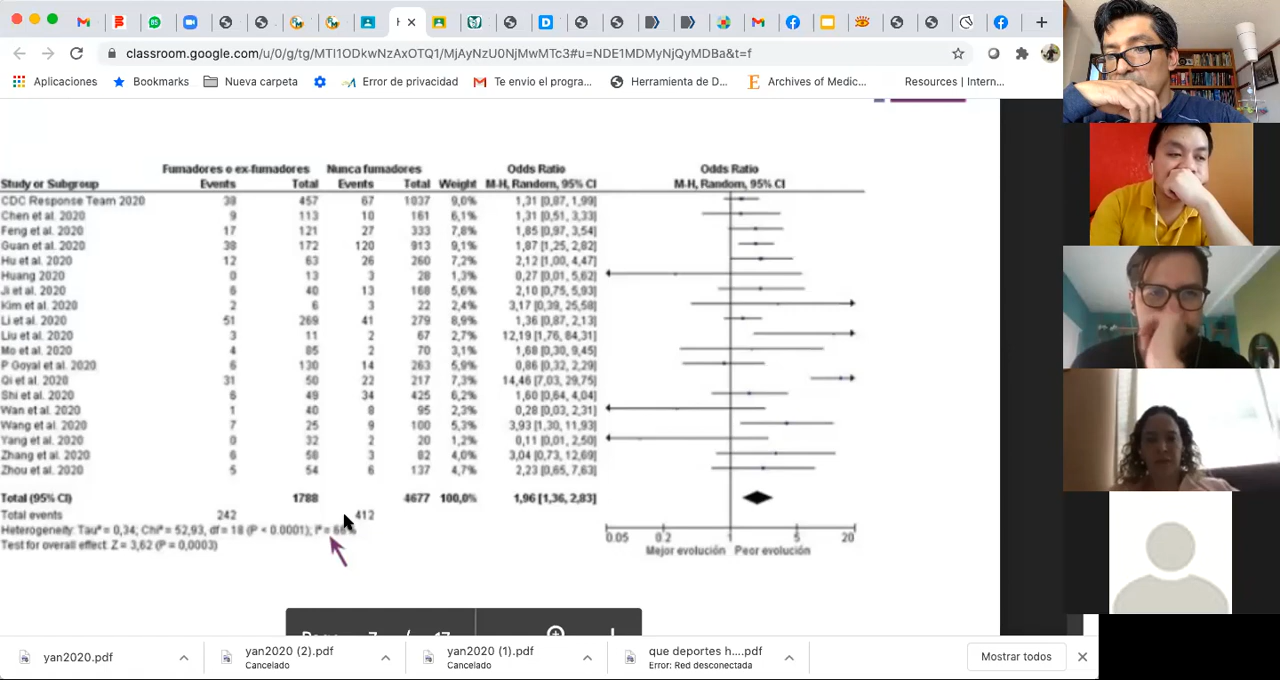 classroom.google.com/u/0/g/tg/MTI1ODkwNzAxOTQ1/MjAyNzU0NjMwMTc3#u=NDE1MDMyNjQyMDBa&t=f
Aplicaciones Bookmarks Nueva carpeta Error de privacidad Te envio el progra... Herramienta de D... Archives of Medic... Resources | Intern...
Fumadores o ex-fumadores Nunca fumadores Odds Ratio Odds Ratio
Study or Subgroup Events Total Events Total Weight M-H, Random, 95% CI M-H, Random, 95% CI
CDC Response Team 2020 38 457 67 1037 9,0% 1,31 [0,87, 1,99]
Chen et al. 2020 9 113 10 161 6,1% 1,31 [0,51, 3,33]
Feng et al. 2020 17 121 27 333 7,8% 1,85 [0,97, 3,54]
Guan et al. 2020 38 172 120 913 9,1% 1,87 [1,25, 2,82]
Hu et al. 2020 12 63 26 260 7,2% 2,12 [1,00, 4,47]
Huang 2020 0 13 3 28 1,3% 0,27 [0,01, 5,62]
Ji et al. 2020 6 40 13 168 5,6% 2,10 [0,75, 5,93]
Kim et al. 2020 2 6 3 22 2,4% 3,17 [0,39, 25,58]
Li et al. 2020 51 269 41 279 8,9% 1,36 [0,87, 2,13]
Liu et al. 2020 3 11 2 67 2,7% 12,19 [1,76, 84,31]
Mo et al. 2020 4 85 2 70 3,1% 1,68 [0,30, 9,45]
P Goyal et al. 2020 6 130 14 263 5,9% 0,86 [0,32, 2,29]
Qi et al. 2020 31 50 22 217 7,3% 14,46 [7,03, 29,75]
Shi et al. 2020 6 49 34 425 6,2% 1,60 [0,64, 4,04]
Wan et al. 2020 1 40 8 95 2,3% 0,28 [0,03, 2,31]
Wang et al. 2020 7 25 9 100 5,3% 3,93 [1,30, 11,93]
Yang et al. 2020 0 32 2 20 1,2% 0,11 [0,01, 2,50]
Zhang et al. 2020 6 58 3 82 4,0% 3,04 [0,73, 12,69]
Zhou et al. 2020 5 54 6 137 4,7% 2,23 [0,65, 7,63]
Total (95% CI) 1788 4677 100,0% 1,96 [1,36, 2,83]
Total events 242 412
Heterogeneity: Tau² = 0,34; Chi² = 52,93, df = 18 (P < 0.0001); I² =
Test for overall effect: Z = 3,62 (P = 0,0003)
0.05 0.2 1 5 20
Mejor evolución Peor evolución
yan2020.pdf
yan2020 (2).pdf
Cancelado
yan2020 (1).pdf
Cancelado
que deportes h....pdf
Error: Red desconectada
Mostrar todos